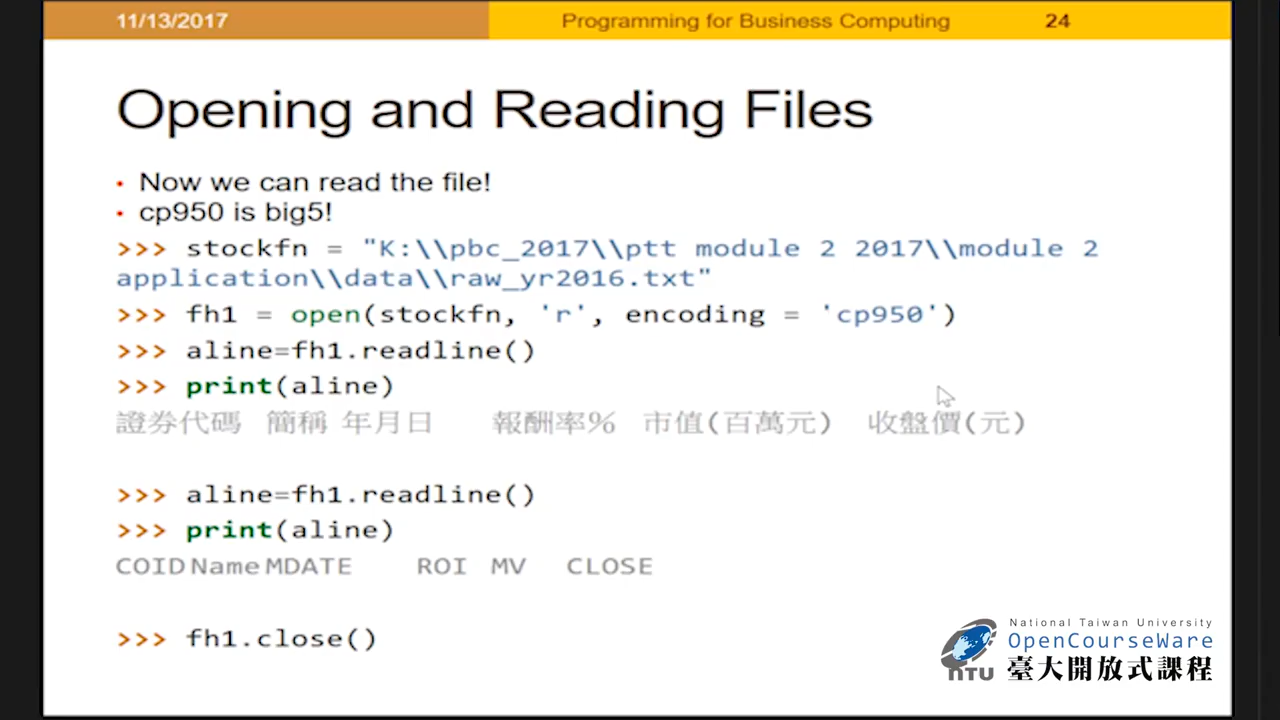 11/13/2017 Programming for Business Computing 24
Opening and Reading Files
• Now we can read the file!
• cp950 is big5!
>>> stockfn = "K:\\pbc_2017\\ptt module 2 2017\\module 2
application\\data\\raw_yr2016.txt"
>>> fh1 = open(stockfn, 'r', encoding = 'cp950')
>>> aline=fh1.readline()
>>> print(aline)
證券代碼 簡稱 年月日 報酬率% 市值(百萬元) 收盤價(元)
>>> aline=fh1.readline()
>>> print(aline)
COID Name MDATE ROI MV CLOSE
>>> fh1.close()
National Taiwan University
OpenCourseWare
NTU 臺大開放式課程